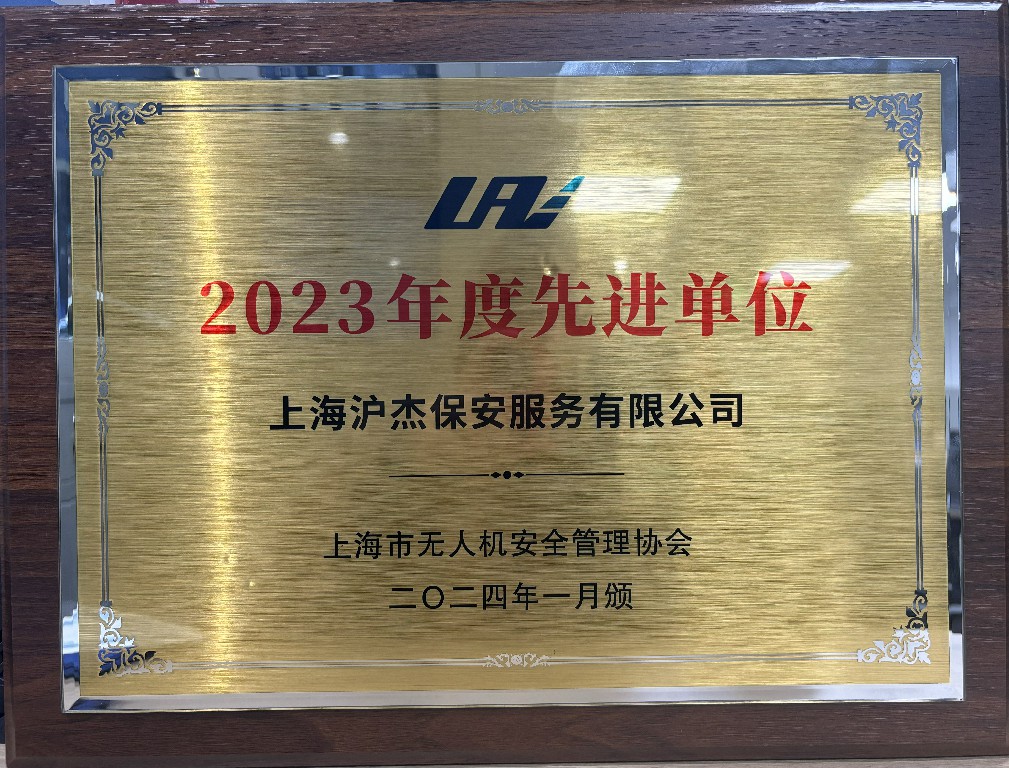 2023年度先进单位
上海沪杰保安服务有限公司
上海市无人机安全管理协会
二〇二四年一月颁